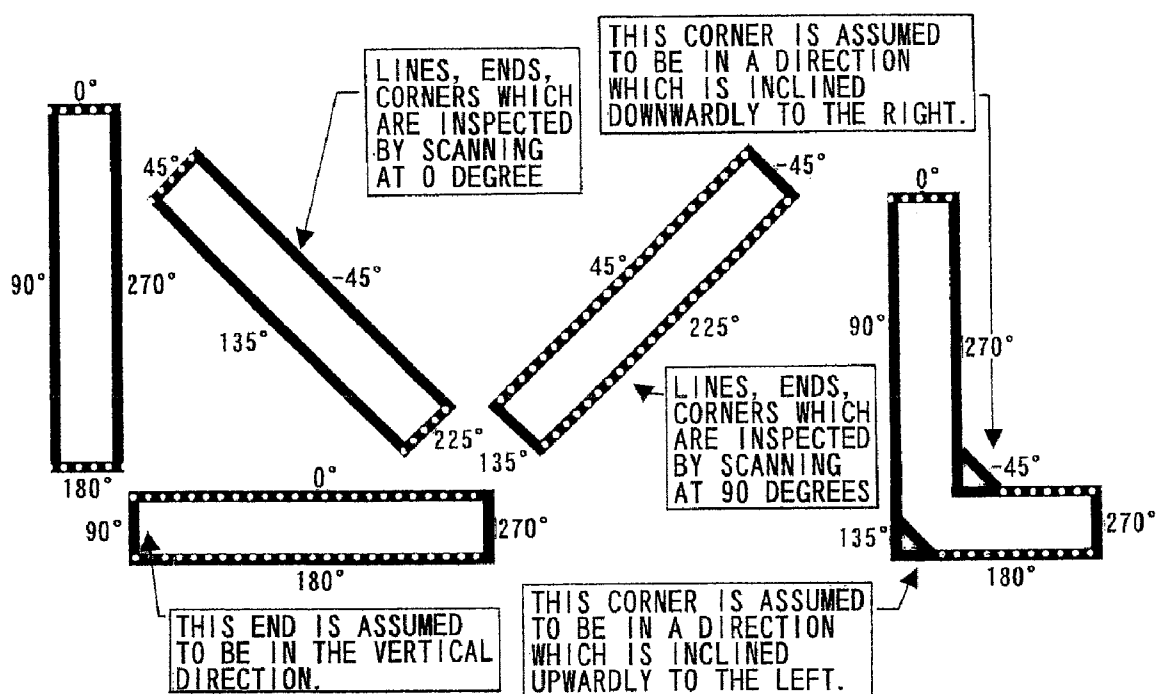 THIS CORNER IS ASSUMED
TO BE IN A DIRECTION
WHICH IS INCLINED
DOWNWARDLY TO THE RIGHT.
LINES, ENDS,
CORNERS WHICH
ARE INSPECTED
BY SCANNING
AT 0 DEGREE
0°
90°
270°
180°
45°
-45°
135°
225°
-45°
45°
225°
135°
LINES, ENDS,
CORNERS WHICH
ARE INSPECTED
BY SCANNING
AT 90 DEGREES
0°
90°
270°
-45°
135°
270°
180°
0°
90°
270°
180°
THIS END IS ASSUMED
TO BE IN THE VERTICAL
DIRECTION.
THIS CORNER IS ASSUMED
TO BE IN A DIRECTION
WHICH IS INCLINED
UPWARDLY TO THE LEFT.